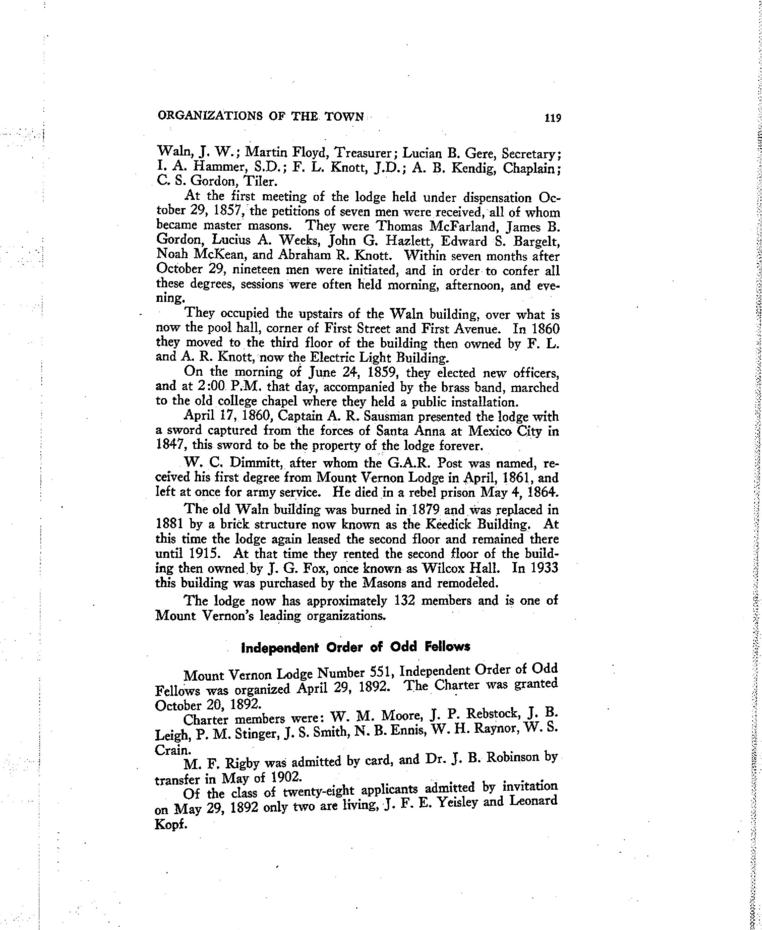 ORGANIZATIONS OF THE TOWN 119
Waln, J. W.; Martin Floyd, Treasurer; Lucian B. Gere, Secretary;
I. A. Hammer, S.D.; F. L. Knott, J.D.; A. B. Kendig, Chaplain;
C. S. Gordon, Tiler.
At the first meeting of the lodge held under dispensation Oc-
tober 29, 1857, the petitions of seven men were received, all of whom
became master masons. They were Thomas McFarland, James B.
Gordon, Lucius A. Weeks, John G. Hazlett, Edward S. Bargelt,
Noah McKean, and Abraham R. Knott. Within seven months after
October 29, nineteen men were initiated, and in order to confer all
these degrees, sessions were often held morning, afternoon, and eve-
ning.
They occupied the upstairs of the Waln building, over what is
now the pool hall, corner of First Street and First Avenue. In 1860
they moved to the third floor of the building then owned by F. L.
and A. R. Knott, now the Electric Light Building.
On the morning of June 24, 1859, they elected new officers,
and at 2:00 P.M. that day, accompanied by the brass band, marched
to the old college chapel where they held a public installation.
April 17, 1860, Captain A. R. Sausman presented the lodge with
a sword captured from the forces of Santa Anna at Mexico City in
1847, this sword to be the property of the lodge forever.
W. C. Dimmitt, after whom the G.A.R. Post was named, re-
ceived his first degree from Mount Vernon Lodge in April, 1861, and
left at once for army service. He died in a rebel prison May 4, 1864.
The old Waln building was burned in 1879 and was replaced in
1881 by a brick structure now known as the Keedick Building. At
this time the lodge again leased the second floor and remained there
until 1915. At that time they rented the second floor of the build-
ing then owned by J. G. Fox, once known as Wilcox Hall. In 1933
this building was purchased by the Masons and remodeled.
The lodge now has approximately 132 members and is one of
Mount Vernon's leading organizations.
Independent Order of Odd Fellows
Mount Vernon Lodge Number 551, Independent Order of Odd
Fellows was organized April 29, 1892. The Charter was granted
October 20, 1892.
Charter members were: W. M. Moore, J. P. Rebstock, J. B.
Leigh, P. M. Stinger, J. S. Smith, N. B. Ennis, W. H. Raynor, W. S.
Crain.
M. F. Rigby was admitted by card, and Dr. J. B. Robinson by
transfer in May of 1902.
Of the class of twenty-eight applicants admitted by invitation
on May 29, 1892 only two are living, J. F. E. Yeisley and Leonard
Kopf.